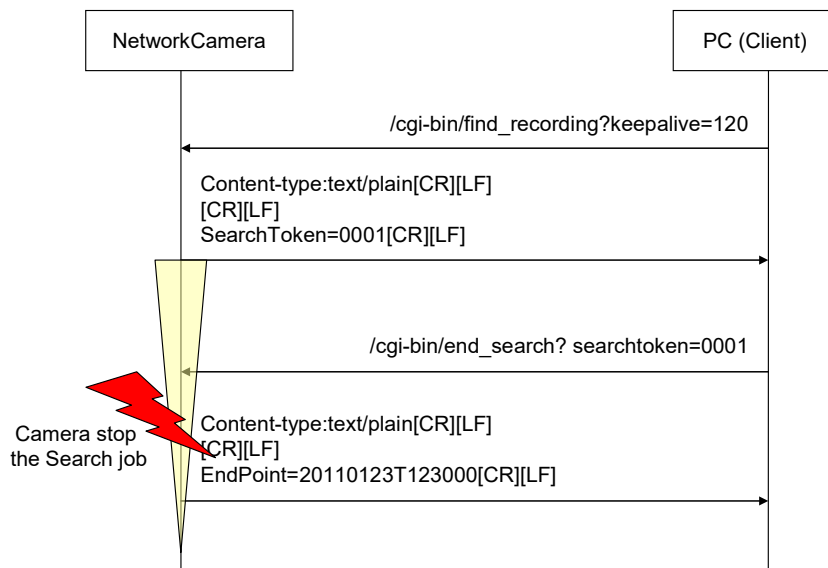 NetworkCamera
PC (Client)
/cgi-bin/find_recording?keepalive=120
Content-type:text/plain[CR][LF]
[CR][LF]
SearchToken=0001[CR][LF]
/cgi-bin/end_search? searchtoken=0001
Content-type:text/plain[CR][LF]
[CR][LF]
EndPoint=20110123T123000[CR][LF]
Camera stop
the Search job